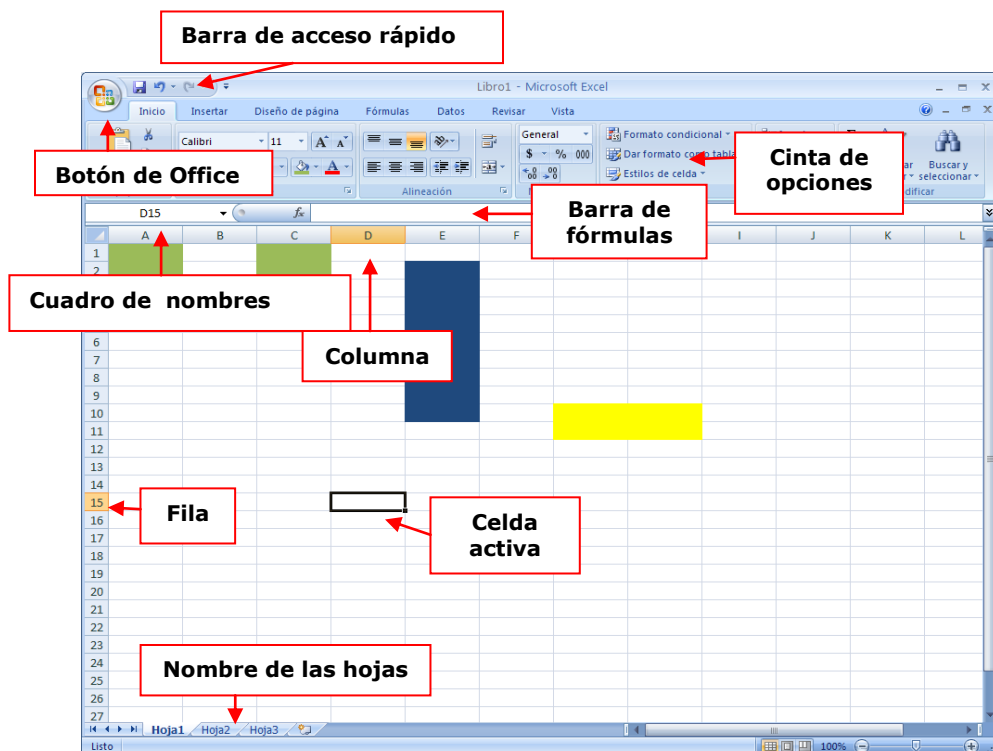 Barra de acceso rápido
Libro1 - Microsoft Excel
Inicio Insertar Diseño de página Fórmulas Datos Revisar Vista
Calibri 11 General Formato condicional
Botón de Office
$ % 000 Dar formato como tabla
Cinta de opciones
Buscar y seleccionar
Estilos de celda
Alineación
D15 fx
Barra de fórmulas
A B C D E F I J K L
1
2
Cuadro de nombres
Columna
6
7
8
9
10
11
12
13
14
15
Fila
Celda activa
16
17
18
19
20
21
22
23
24
Nombre de las hojas
25
26
27
Hoja1 Hoja2 Hoja3
Listo 100%